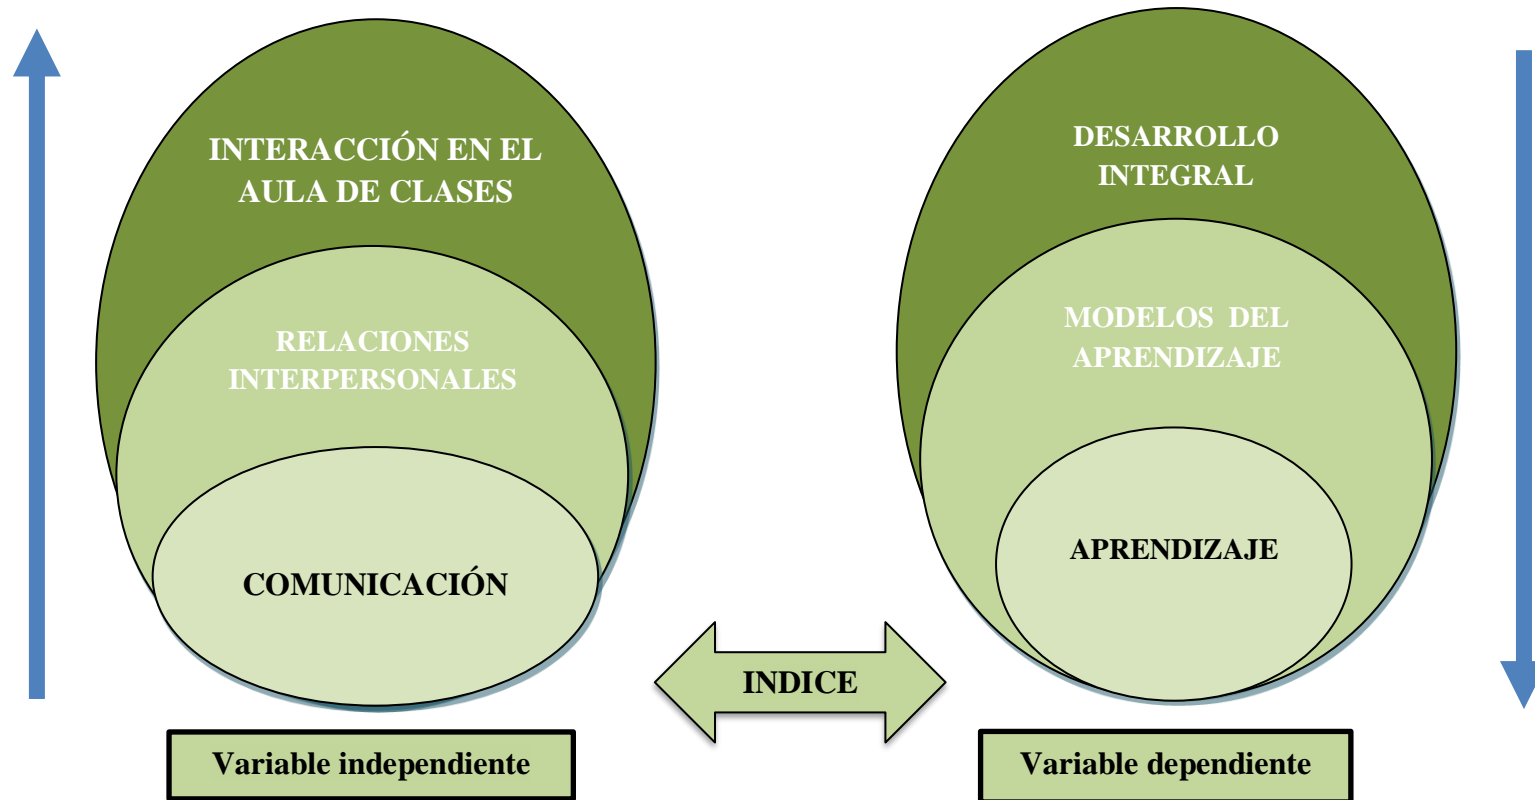 INTERACCIÓN EN EL
AULA DE CLASES
RELACIONES
INTERPERSONALES
COMUNICACIÓN
Variable independiente
INDICE
DESARROLLO
INTEGRAL
MODELOS DEL
APRENDIZAJE
APRENDIZAJE
Variable dependiente